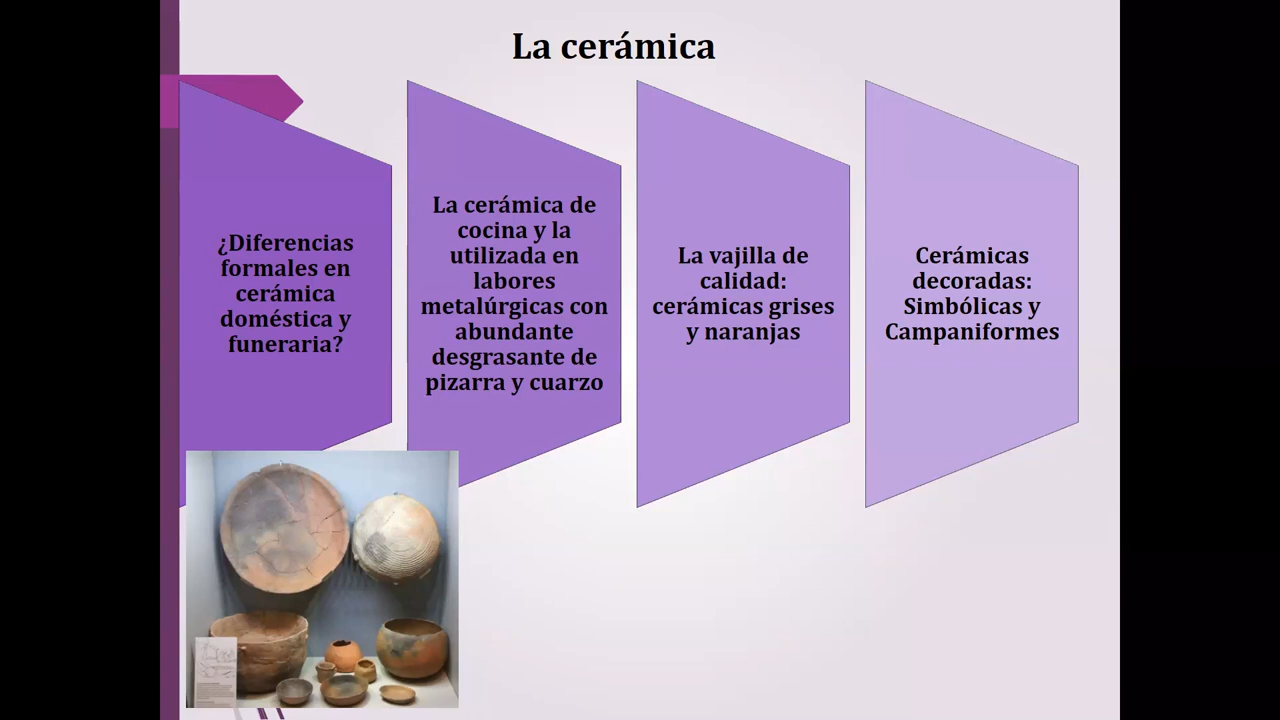 La cerámica
¿Diferencias
formales en
cerámica
doméstica y
funeraria?
La cerámica de
cocina y la
utilizada en
labores
metalúrgicas con
abundante
desgrasante de
pizarra y cuarzo
La vajilla de
calidad:
cerámicas grises
y naranjas
Cerámicas
decoradas:
Simbólicas y
Campaniformes